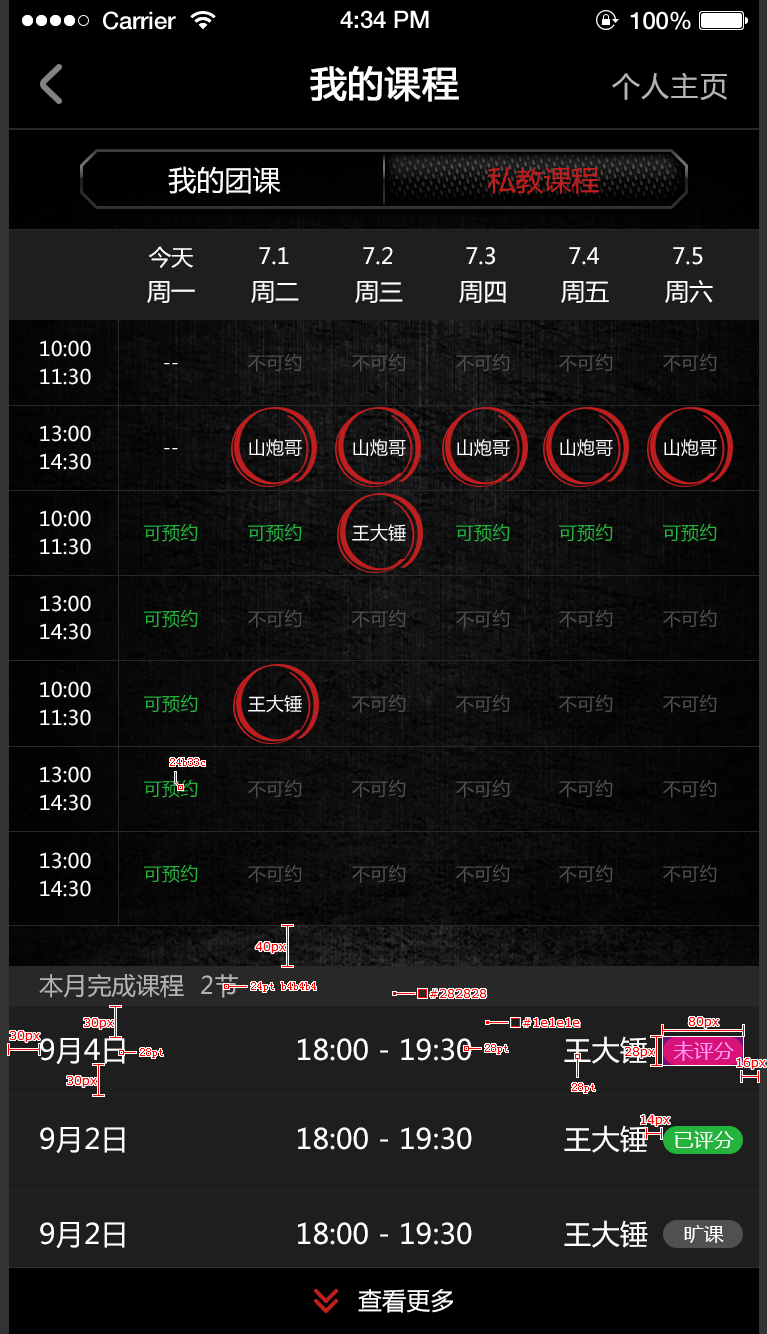 Carrier 4:34 PM 100%
我的课程 个人主页
我的团课 私教课程
今天 7.1 7.2 7.3 7.4 7.5
周一 周二 周三 周四 周五 周六
10:00
11:30
-- 不可约 不可约 不可约 不可约 不可约
13:00
14:30
-- 山炮哥 山炮哥 山炮哥 山炮哥 山炮哥
10:00
11:30
可预约 可预约 王大锤 可预约 可预约 可预约
13:00
14:30
可预约 不可约 不可约 不可约 不可约 不可约
10:00
11:30
可预约 王大锤 不可约 不可约 不可约 不可约
24b33c
13:00
14:30
可预约 不可约 不可约 不可约 不可约 不可约
13:00
14:30
可预约 不可约 不可约 不可约 不可约 不可约
40px
本月完成课程 2节 24pt b4b4b4 #282828
30px #1e1e1e 80px
30px 9月4日 28pt 18:00 - 19:30 28pt 王大锤 28px 未评分
16px
30px 28pt
14px
9月2日 18:00 - 19:30 王大锤 已评分
9月2日 18:00 - 19:30 王大锤 旷课
查看更多